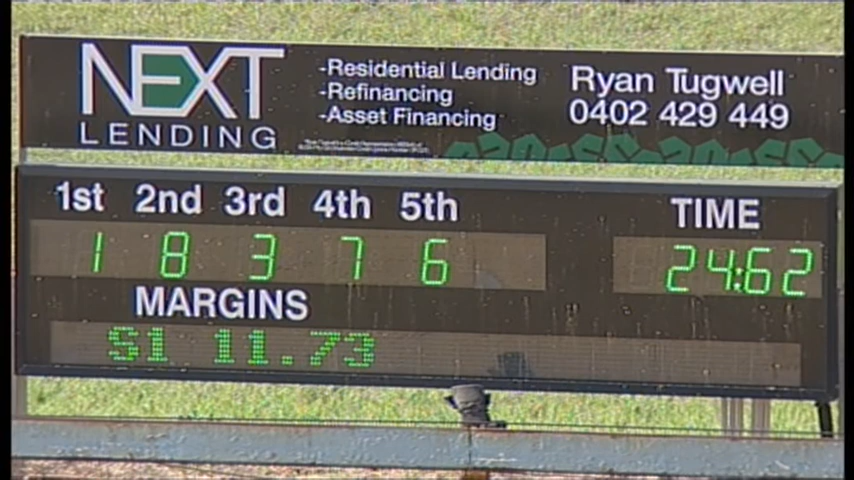 NEXT
LENDING
-Residential Lending
-Refinancing
-Asset Financing
Ryan Tugwell
0402 429 449
1st 2nd 3rd 4th 5th TIME
1 8 3 7 6 24:62
MARGINS
S1 11.73